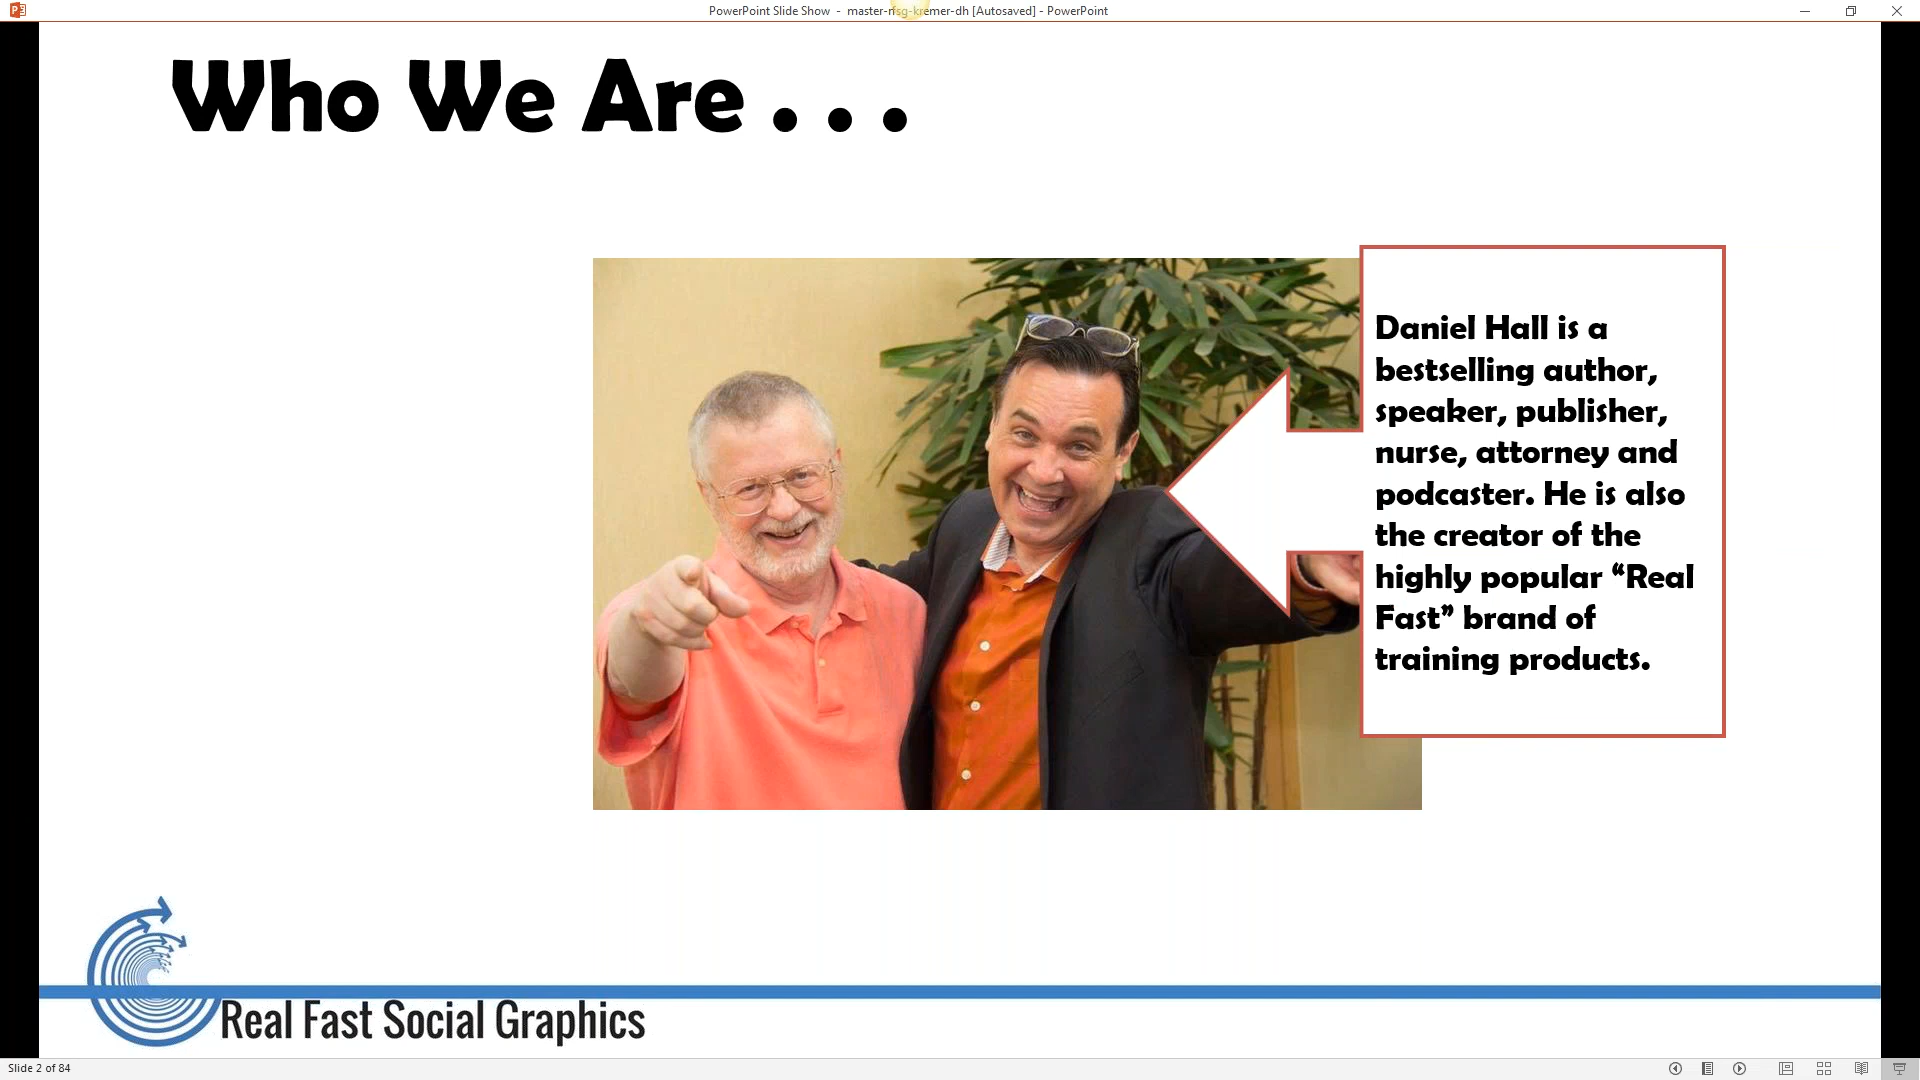 PowerPoint Slide Show - master-rfsg-kremer-dh [Autosaved] - PowerPoint
Who We Are . . .
Daniel Hall is a
bestselling author,
speaker, publisher,
nurse, attorney and
podcaster. He is also
the creator of the
highly popular “Real
Fast” brand of
training products.
Real Fast Social Graphics
Slide 2 of 84